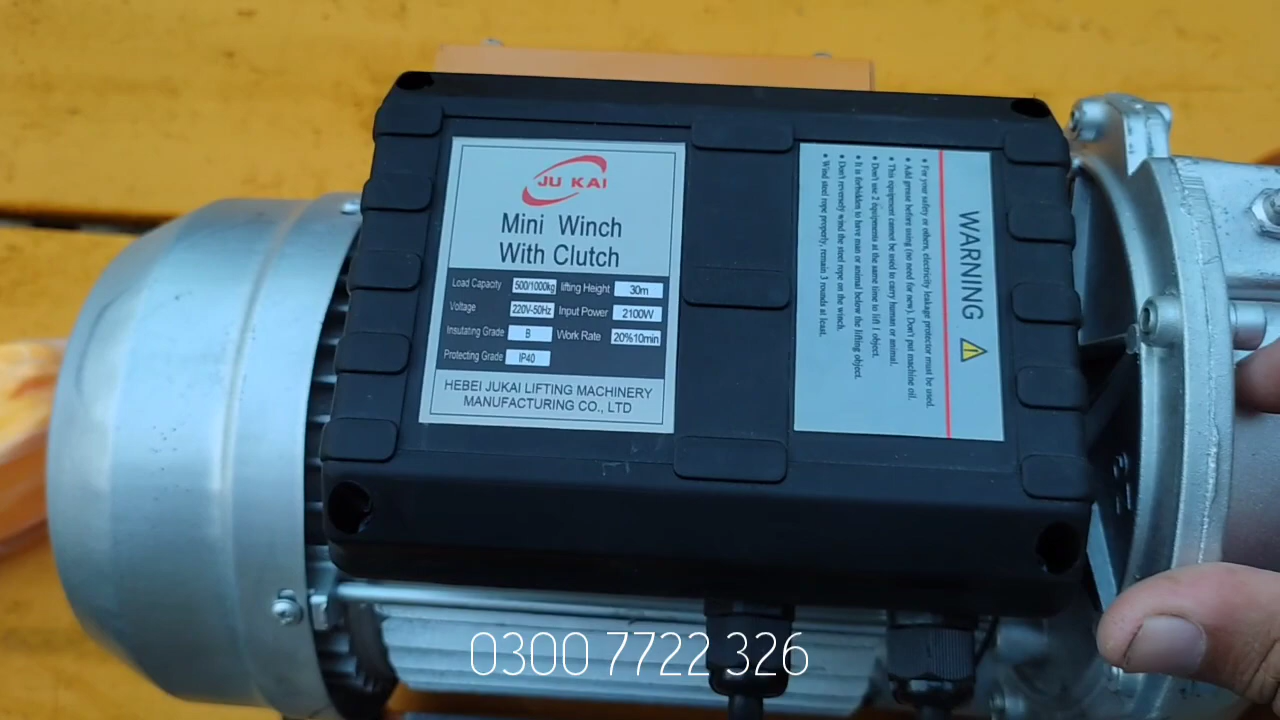 JU KAI
Mini Winch
With Clutch
Load Capacity 500/1000kg lifting Height 30m
Voltage 220V-50Hz Input Power 2100W
Insutating Grade B Work Rate 20%10min
Protecting Grade IP40
HEBEI JUKAI LIFTING MACHINERY
MANUFACTURING CO., LTD
WARNING
• For your safety or others, electricity leakage protector must be used.
• Add grease before using (no need for new). Don't put machine oil.
• This equipment cannot be used to carry human or animal.
• Don't use 2 equipments at the same time to lift 1 object.
• It is forbidden to have man or animal below the lifting object.
• Don't reversely wind the steel rope on the winch.
• Wind steel rope properly, remain 3 rounds at least.
0300 7722 326